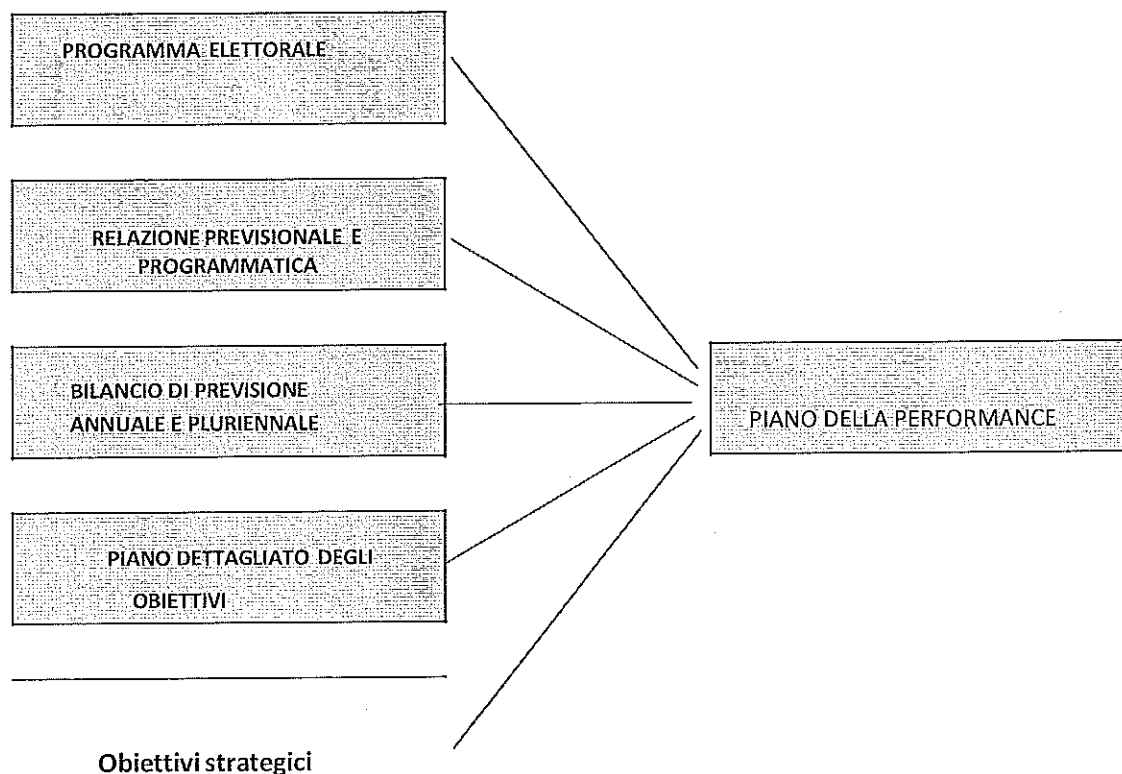 PROGRAMMA ELETTORALE
RELAZIONE PREVISIONALE E
PROGRAMMATICA
BILANCIO DI PREVISIONE
ANNUALE E PLURIENNALE
PIANO DELLA PERFORMANCE
PIANO DETTAGLIATO DEGLI
OBIETTIVI
Obiettivi strategici